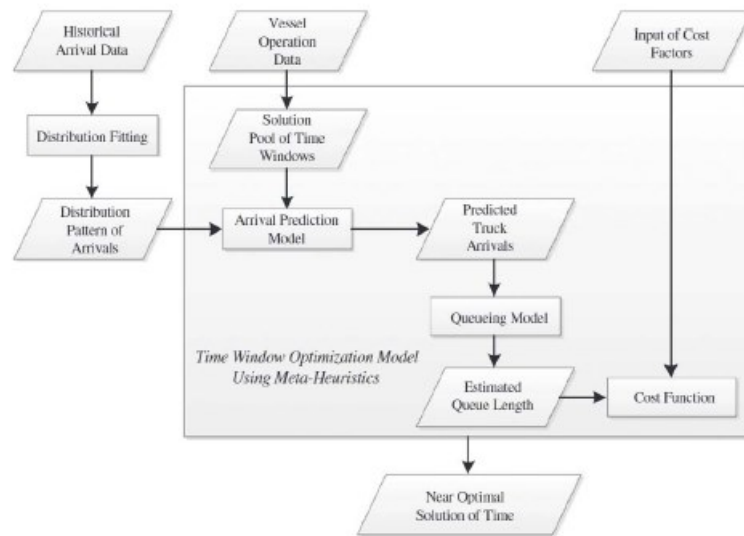 Historical
Arrival Data
Vessel
Operation
Data
Input of Cost
Factors
Distribution Fitting
Solution
Pool of Time
Windows
Distribution
Pattern of
Arrivals
Arrival Prediction
Model
Predicted
Truck
Arrivals
Queueing Model
Time Window Optimization Model
Using Meta-Heuristics
Estimated
Queue Length
Cost Function
Near Optimal
Solution of Time